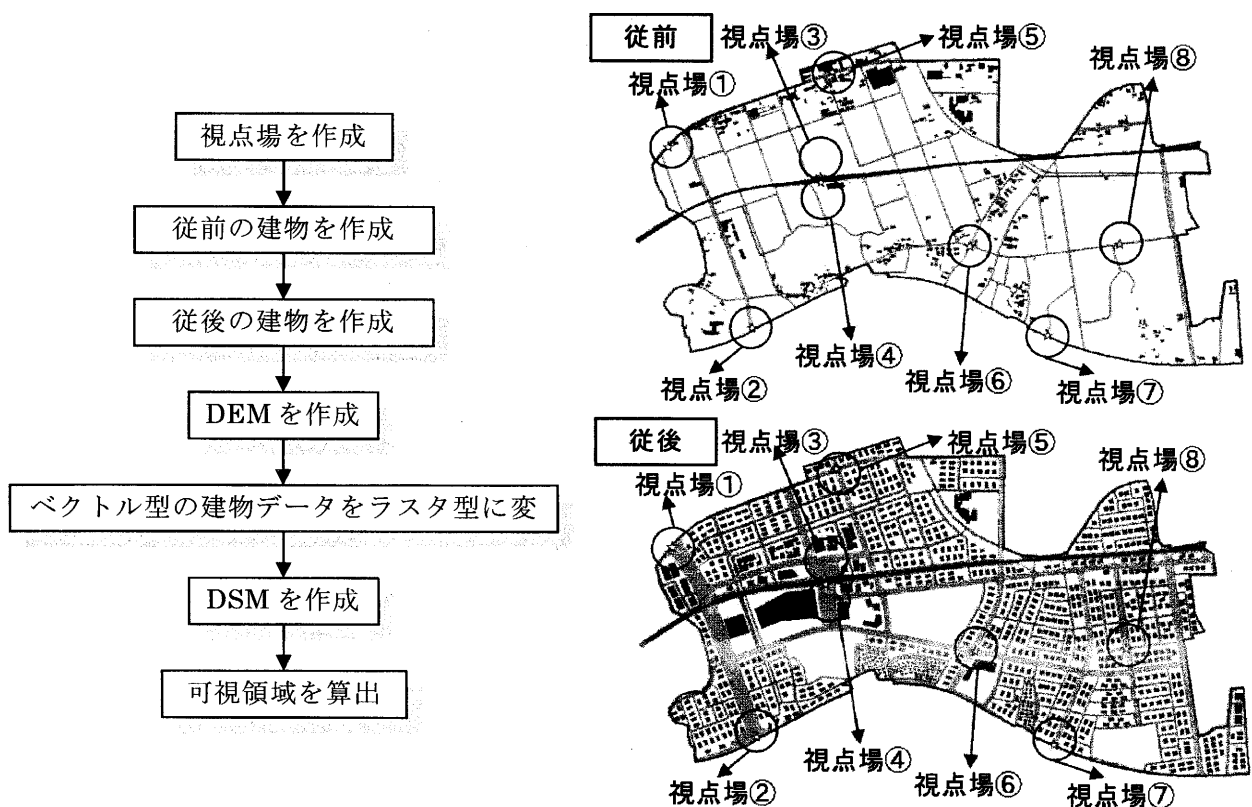 視点場を作成
従前の建物を作成
従後の建物を作成
DEM を作成
ベクトル型の建物データをラスタ型に変
DSM を作成
可視領域を算出
従前
視点場③
視点場⑤
視点場①
視点場⑧
視点場④
視点場②
視点場⑥
視点場⑦
従後
視点場③
視点場⑤
視点場①
視点場⑧
視点場④
視点場②
視点場⑥
視点場⑦